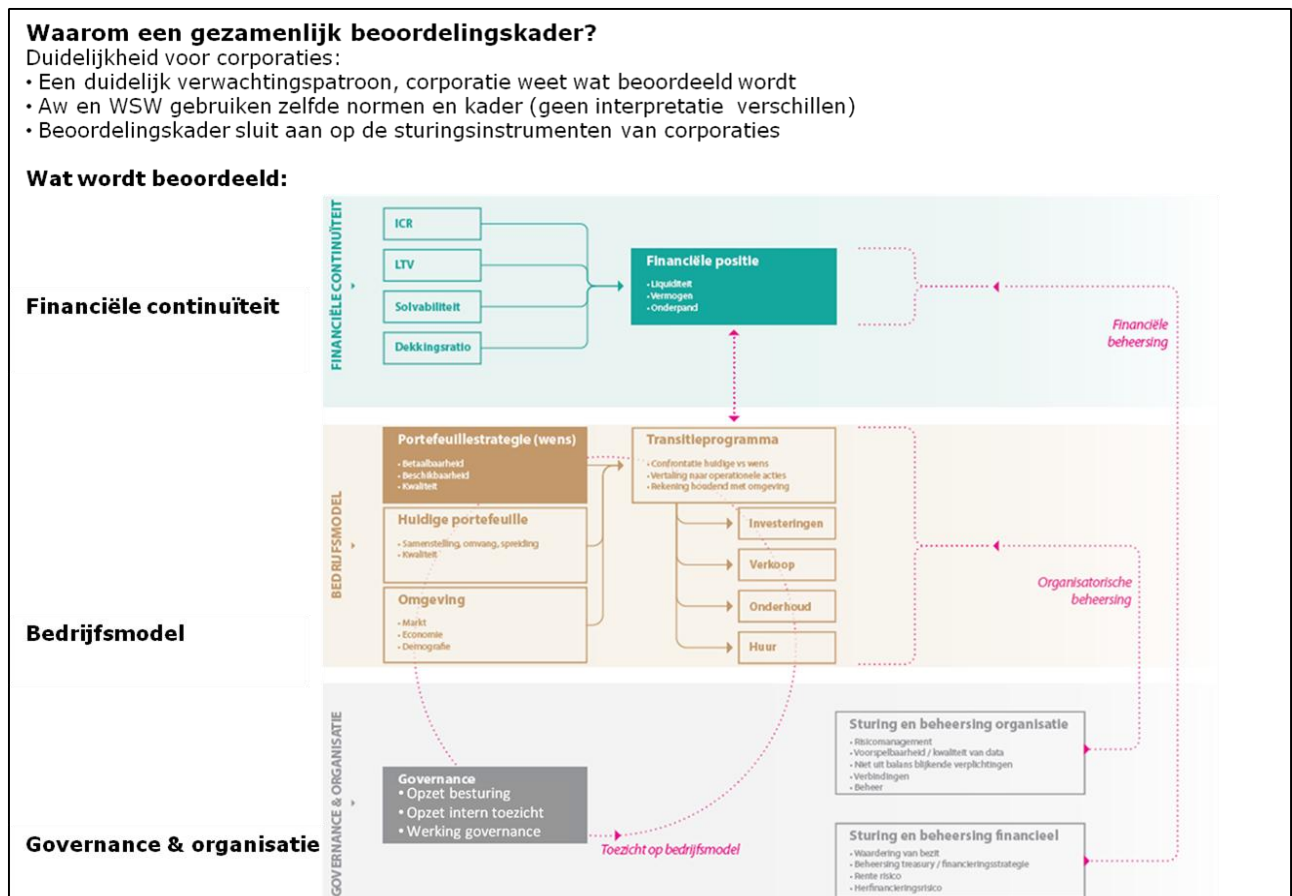 Waarom een gezamenlijk beoordelingskader?
Duidelijkheid voor corporaties:
• Een duidelijk verwachtingspatroon, corporatie weet wat beoordeeld wordt
• Aw en WSW gebruiken zelfde normen en kader (geen interpretatie verschillen)
• Beoordelingskader sluit aan op de sturingsinstrumenten van corporaties
Wat wordt beoordeeld:
Financiële continuïteit
FINANCIËLE CONTINUÏTEIT
ICR
LTV
Solvabiliteit
Dekkingsratio
Financiële positie
• Liquiditeit
• Vermogen
• Onderpand
Financiële
beheersing
Bedrijfsmodel
BEDRIJFSMODEL
Portefeuillestrategie (wens)
• Betaalbaarheid
• Beschikbaarheid
• Kwaliteit
Huidige portefeuille
• Samenstelling, omvang, spreiding
• Kwaliteit
Omgeving
• Markt
• Economie
• Demografie
Transitieprogramma
• Confrontatie huidige vs wens
• Vertaling naar operationele acties
• Rekening houdend met omgeving
Investeringen
Verkoop
Onderhoud
Huur
Organisatorische
beheersing
Governance & organisatie
GOVERNANCE & ORGANISATIE
Governance
• Opzet besturing
• Opzet intern toezicht
• Werking governance
Toezicht op bedrijfsmodel
Sturing en beheersing organisatie
• Risicomanagement
• Voorspelbaarheid / kwaliteit van data
• Niet uit balans blijkende verplichtingen
• Verbindingen
• Beheer
Sturing en beheersing financieel
• Waardering van bezit
• Beheersing treasury / financieringsstrategie
• Rente risico
• Herfinancieringsrisico